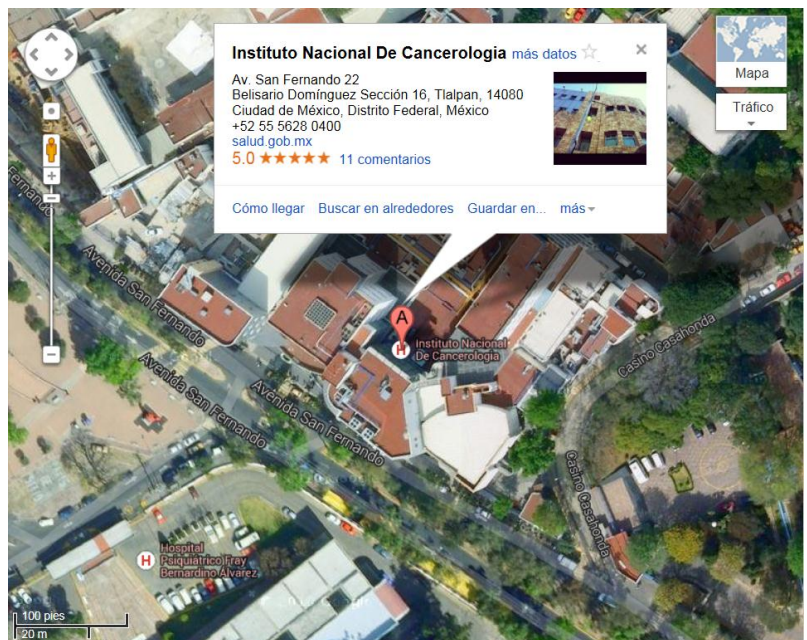 Instituto Nacional De Cancerologia más datos
Av. San Fernando 22
Belisario Domínguez Sección 16, Tlalpan, 14080
Ciudad de México, Distrito Federal, México
+52 55 5628 0400
salud.gob.mx
5.0 ★★★★★ 11 comentarios
Cómo llegar Buscar en alrededores Guardar en... más
Mapa
Tráfico
Fernando
Avenida San Fernando
Avenida San Fernando
Avenida San Fernando
A
H Instituto Nacional
De Cancerologia
Casino Casahonda
Casino Casahonda
H Hospital
Psiquiátrico Fray
Bernardino Álvarez
100 pies
20 m